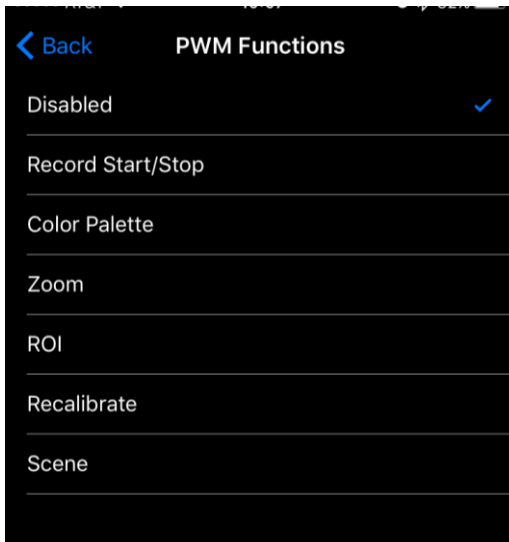 Back
PWM Functions
Disabled
Record Start/Stop
Color Palette
Zoom
ROI
Recalibrate
Scene